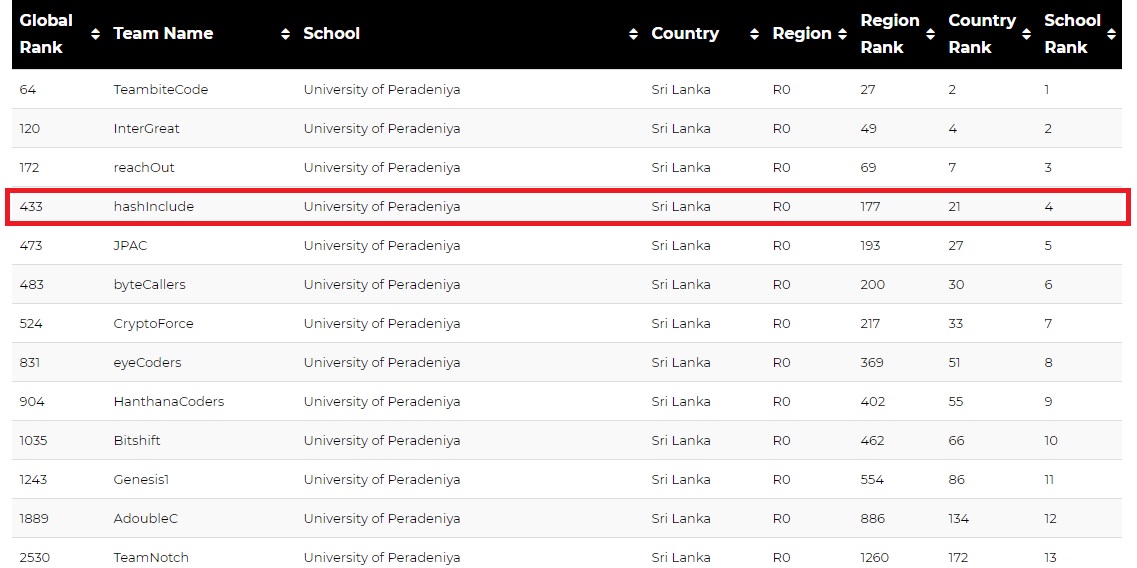 Global Rank Team Name School Country Region Region Rank Country Rank School Rank
64 TeambiteCode University of Peradeniya Sri Lanka R0 27 2 1
120 InterGreat University of Peradeniya Sri Lanka R0 49 4 2
172 reachOut University of Peradeniya Sri Lanka R0 69 7 3
433 hashInclude University of Peradeniya Sri Lanka R0 177 21 4
473 JPAC University of Peradeniya Sri Lanka R0 193 27 5
483 byteCallers University of Peradeniya Sri Lanka R0 200 30 6
524 CryptoForce University of Peradeniya Sri Lanka R0 217 33 7
831 eyeCoders University of Peradeniya Sri Lanka R0 369 51 8
904 HanthanaCoders University of Peradeniya Sri Lanka R0 402 55 9
1035 Bitshift University of Peradeniya Sri Lanka R0 462 66 10
1243 Genesis1 University of Peradeniya Sri Lanka R0 554 86 11
1889 AdoubleC University of Peradeniya Sri Lanka R0 886 134 12
2530 TeamNotch University of Peradeniya Sri Lanka R0 1260 172 13